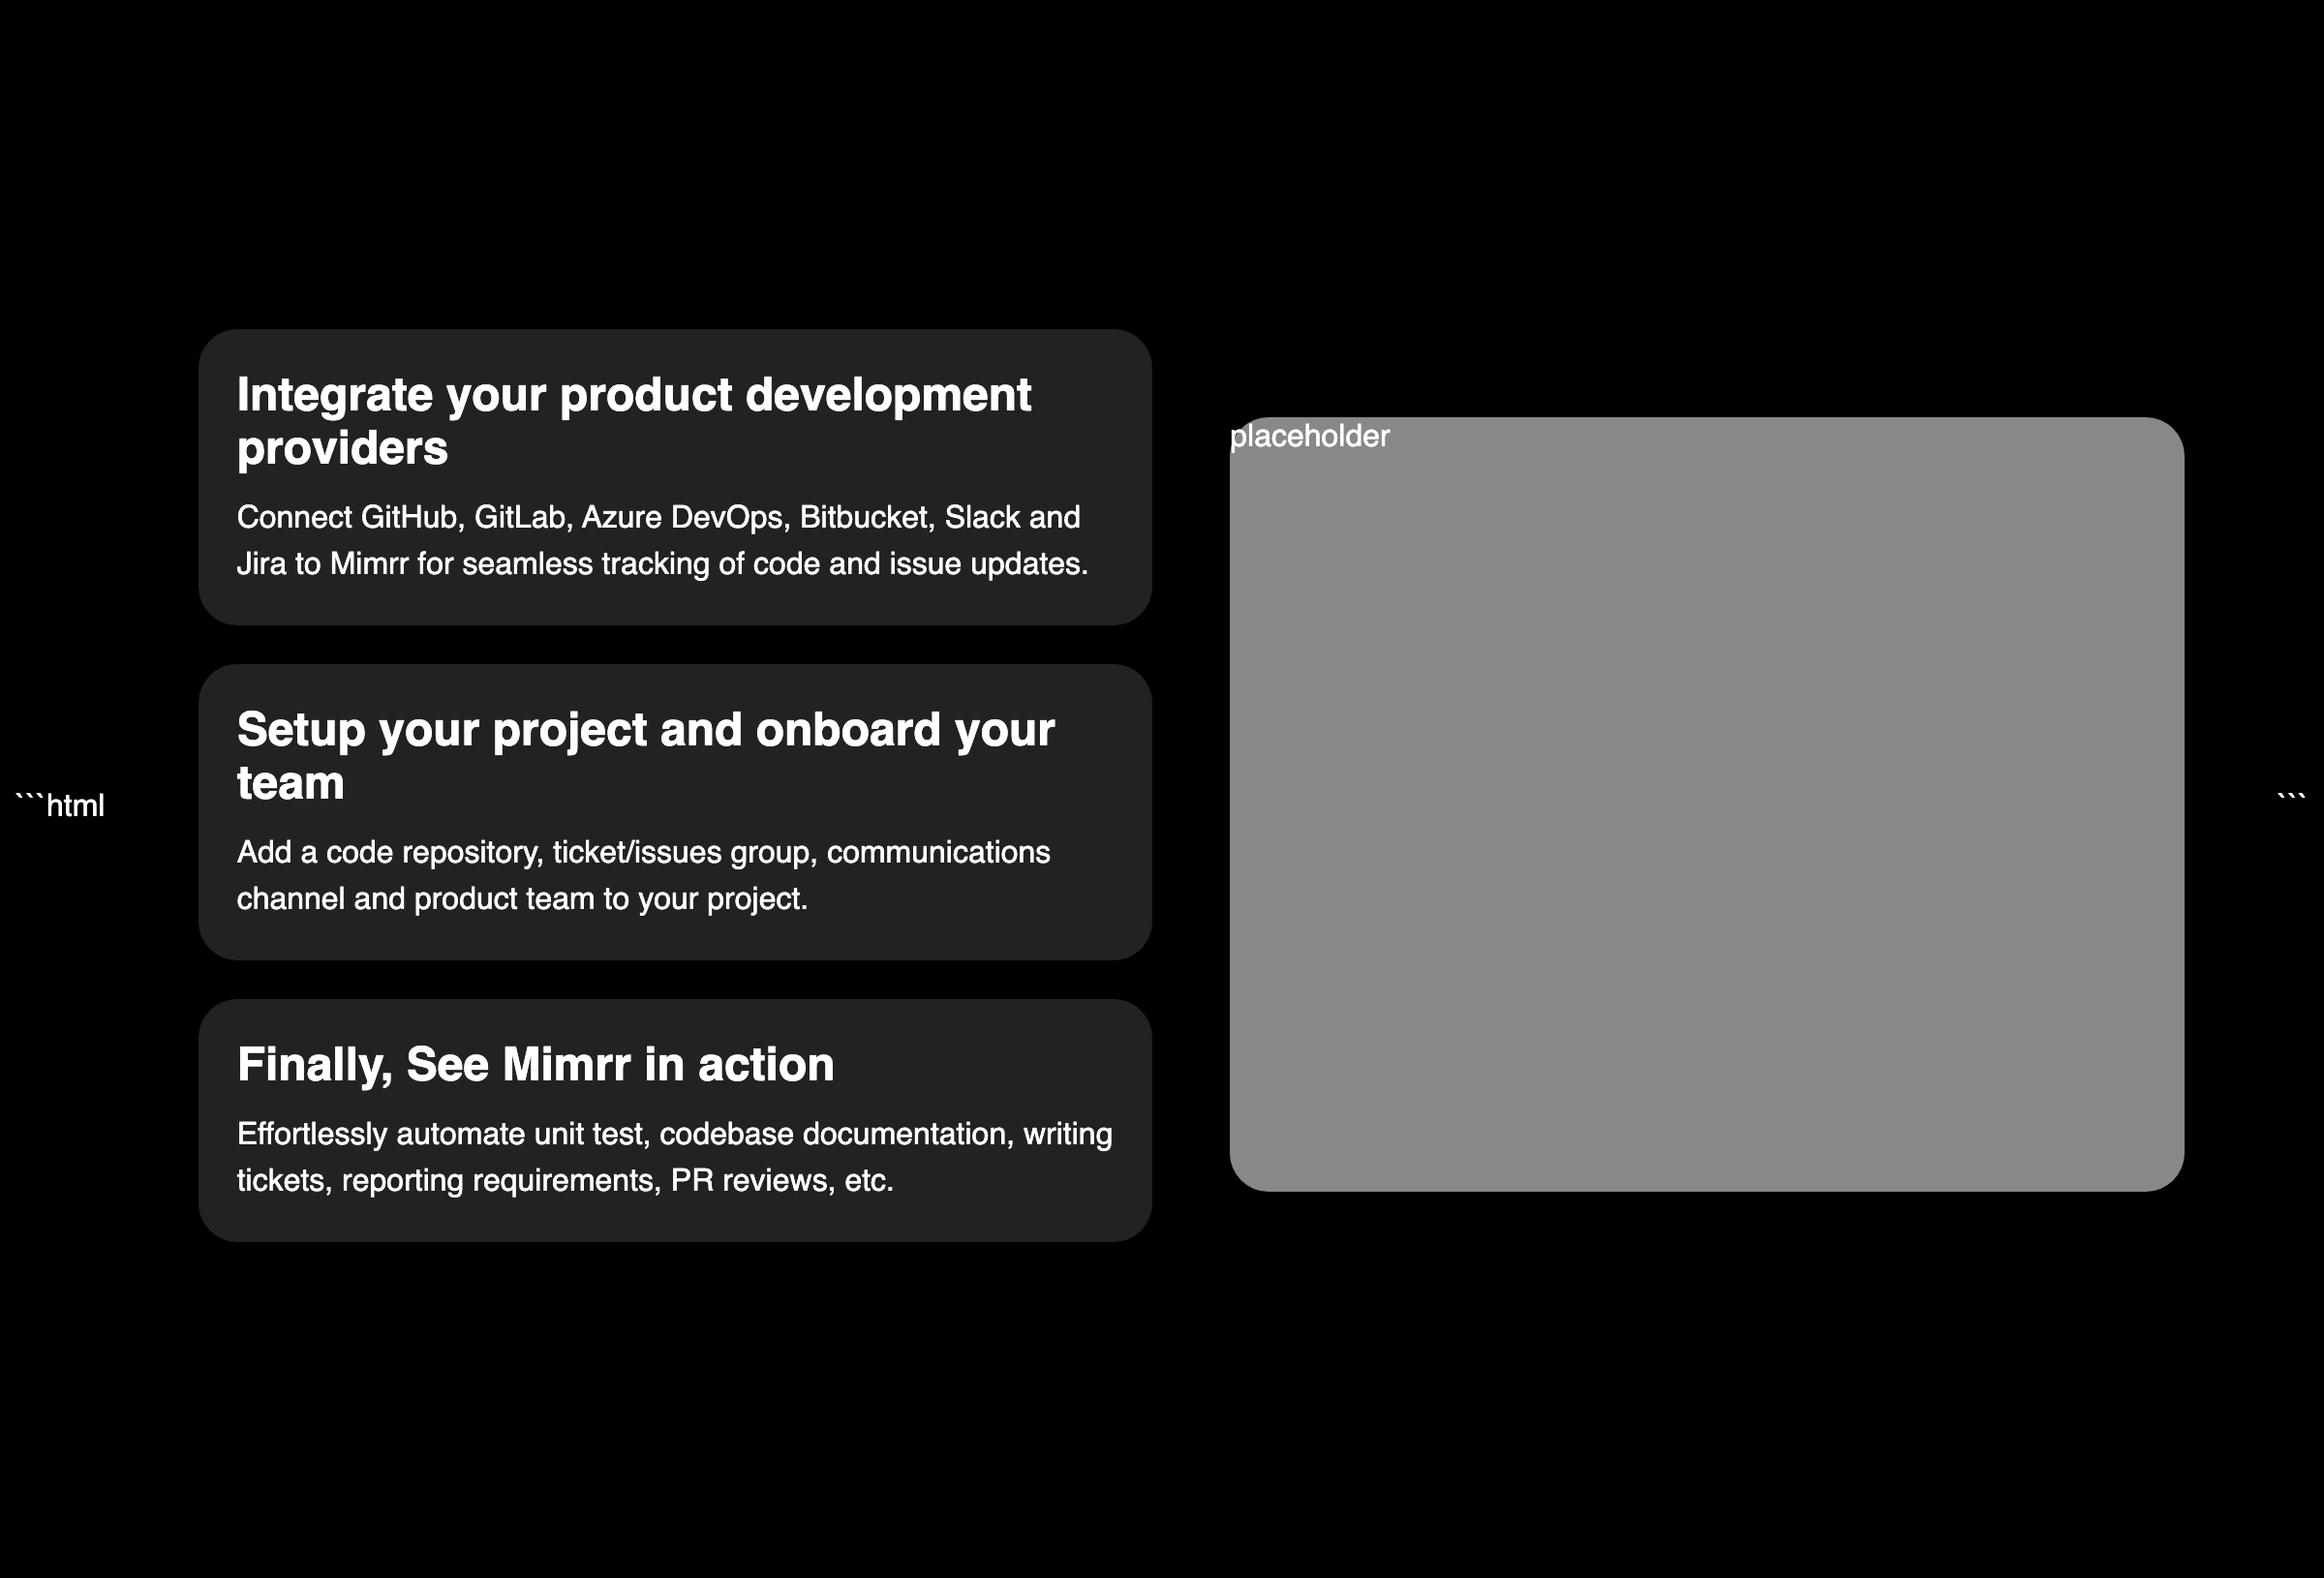 ```html
Integrate your product development
providers
Connect GitHub, GitLab, Azure DevOps, Bitbucket, Slack and
Jira to Mimrr for seamless tracking of code and issue updates.
Setup your project and onboard your
team
Add a code repository, ticket/issues group, communications
channel and product team to your project.
Finally, See Mimrr in action
Effortlessly automate unit test, codebase documentation, writing
tickets, reporting requirements, PR reviews, etc.
placeholder
```